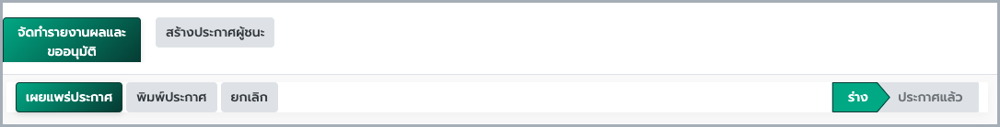 จัดทำรายงานผลและ
ขออนุมัติ
สร้างประกาศผู้ชนะ
เผยแพร่ประกาศ พิมพ์ประกาศ ยกเลิก ร่าง ประกาศแล้ว